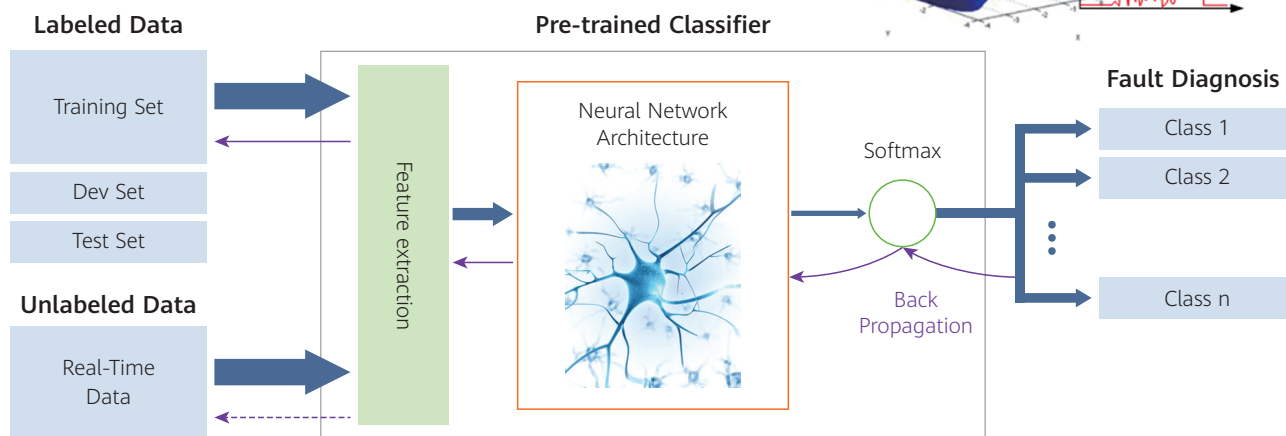 Labeled Data
Training Set
Dev Set
Test Set
Unlabeled Data
Real-Time
Data
Pre-trained Classifier
Feature extraction
Neural Network
Architecture
Softmax
Back
Propagation
Fault Diagnosis
Class 1
Class 2
Class n